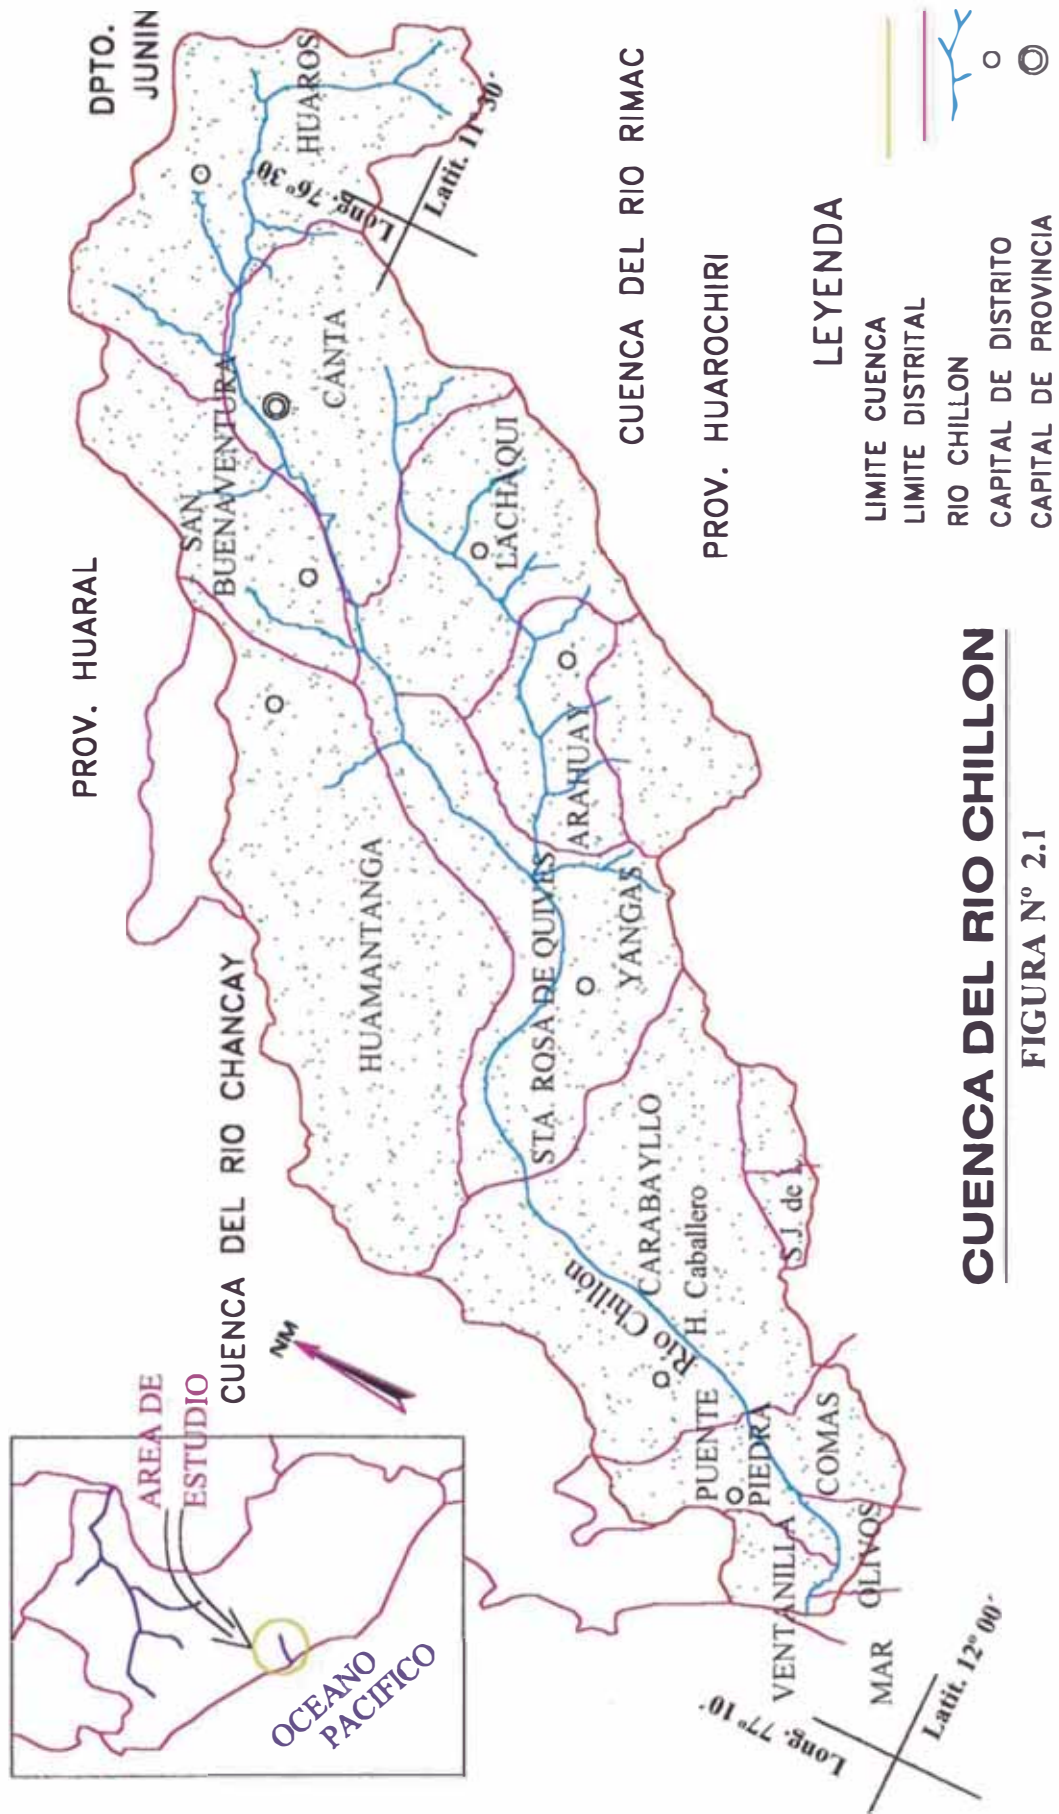 DPTO.
JUNIN
PROV. HUARAL
CUENCA DEL RIO CHANCAY
AREA DE
ESTUDIO
OCEANO
PACIFICO
NM
HUAROS
Long. 76° 30´
Latit. 11° 30´
CANTA
SAN
BUENAVENTURA
LACHAQUI
ARAHUAY
HUAMANTANGA
STA. ROSA DE QUIVES
YANGAS
CARABAYLLO
H. Caballero
Río Chillón
S.J. de L
PUENTE
PIEDRA
COMAS
VENTANILLA
OLIVOS
MAR
Long. 77° 10´
Latit. 12° 00´
CUENCA DEL RIO RIMAC
PROV. HUAROCHIRI
LEYENDA
LIMITE CUENCA
LIMITE DISTRITAL
RIO CHILLON
CAPITAL DE DISTRITO
CAPITAL DE PROVINCIA
CUENCA DEL RIO CHILLON
FIGURA Nº 2.1